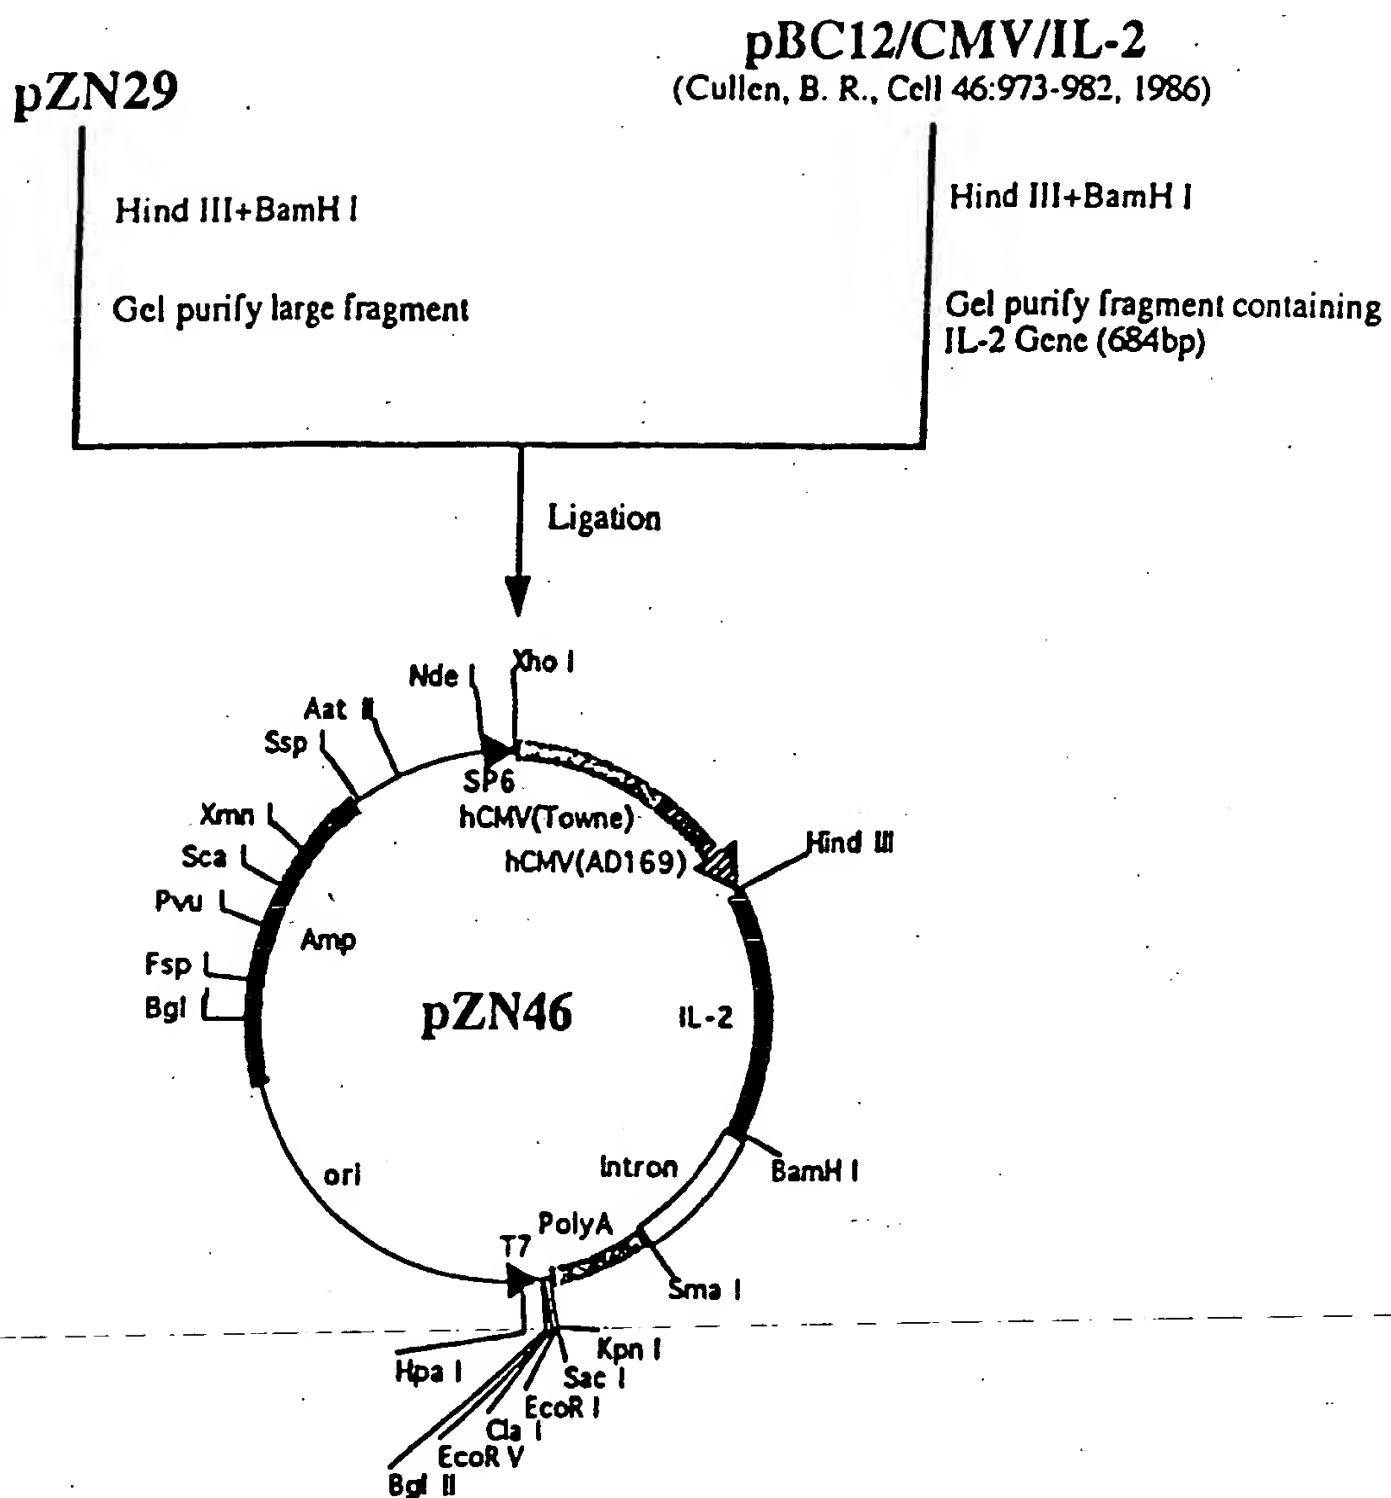 pBC12/CMV/IL-2
(Cullen, B. R., Cell 46:973-982, 1986)
pZN29
Hind III+BamH I
Hind III+BamH I
Gel purify large fragment
Gel purify fragment containing
IL-2 Gene (684bp)
Ligation
Xho I
Nde I
Aat II
Ssp I
SP6
Xmn I
hCMV(Towne)
Hind III
Sca I
hCMV(AD169)
Pvu I
Amp
Fsp I
Bgl I
pZN46
IL-2
Intron
BamH I
ori
PolyA
T7
Sma I
Kpn I
Hpa I
Sac I
EcoR I
Cla I
EcoR V
Bgl II